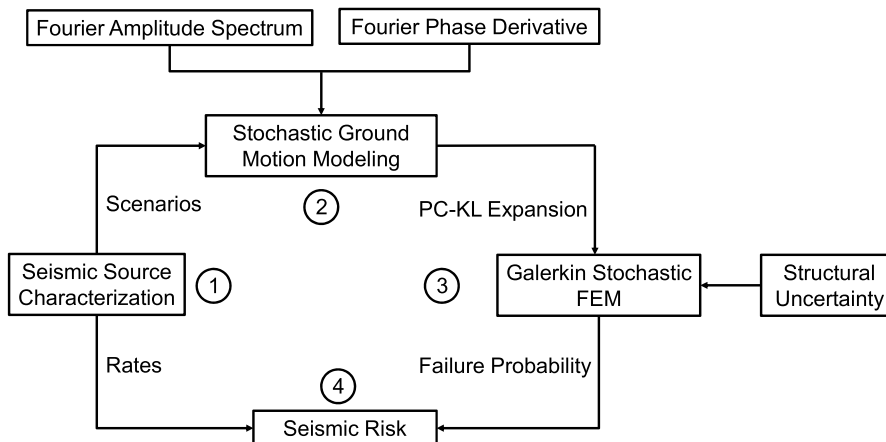 Fourier Amplitude Spectrum
Fourier Phase Derivative
Stochastic Ground
Motion Modeling
Scenarios
2
PC-KL Expansion
Seismic Source
Characterization
1
3
Galerkin Stochastic
FEM
Structural
Uncertainty
Rates
Failure Probability
4
Seismic Risk